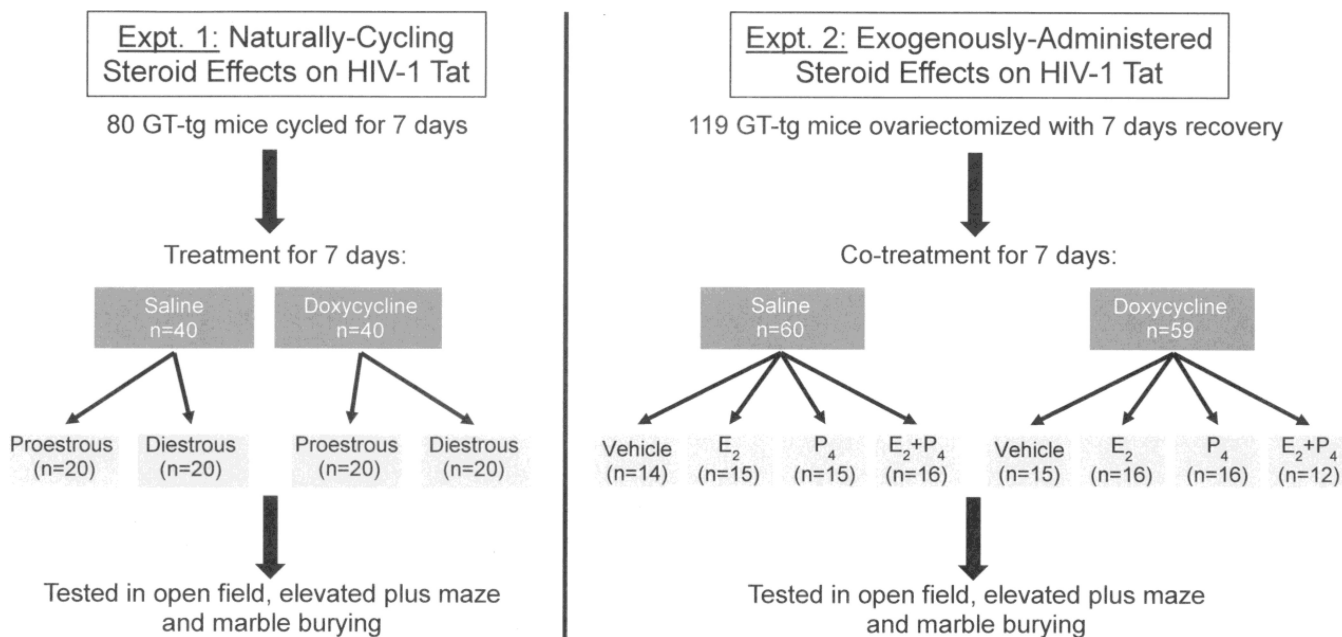 Expt. 1: Naturally-Cycling
Steroid Effects on HIV-1 Tat
80 GT-tg mice cycled for 7 days
Treatment for 7 days:
Saline
n=40
Doxycycline
n=40
Proestrous
(n=20)
Diestrous
(n=20)
Proestrous
(n=20)
Diestrous
(n=20)
Tested in open field, elevated plus maze
and marble burying
Expt. 2: Exogenously-Administered
Steroid Effects on HIV-1 Tat
119 GT-tg mice ovariectomized with 7 days recovery
Co-treatment for 7 days:
Saline
n=60
Doxycycline
n=59
Vehicle
(n=14)
E₂
(n=15)
P₄
(n=15)
E₂+P₄
(n=16)
Vehicle
(n=15)
E₂
(n=16)
P₄
(n=16)
E₂+P₄
(n=12)
Tested in open field, elevated plus maze
and marble burying